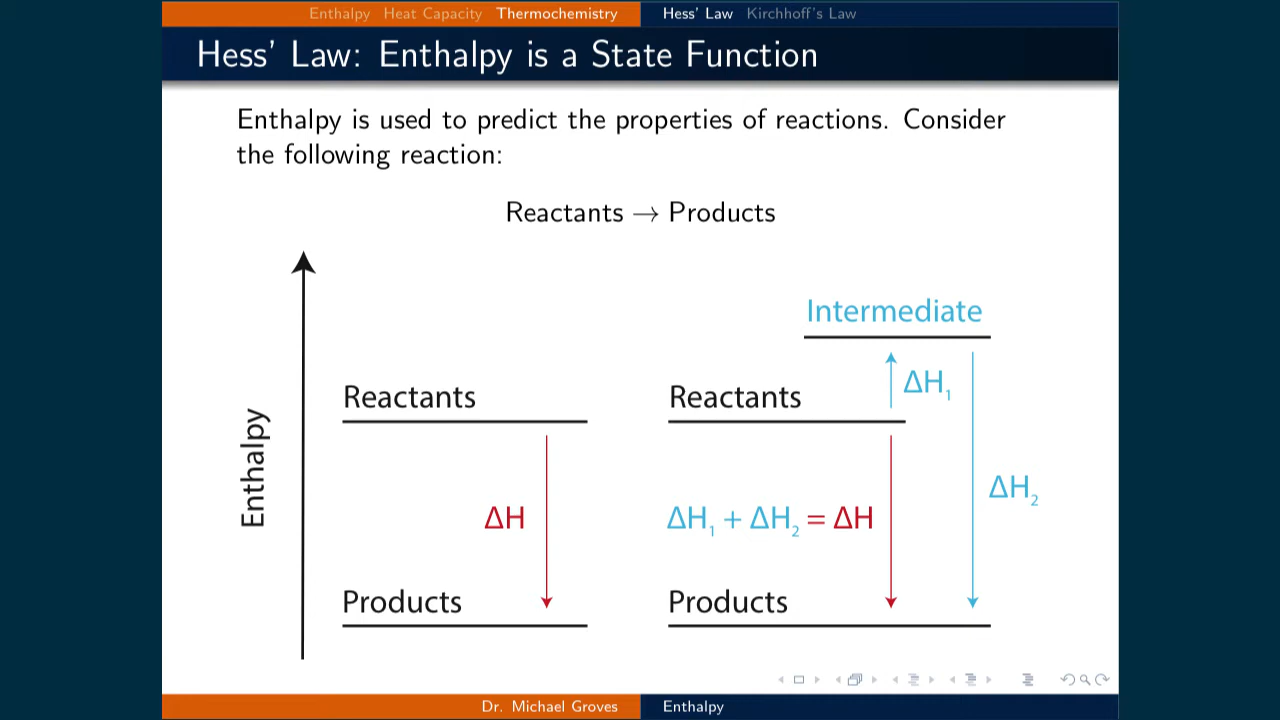 Enthalpy Heat Capacity Thermochemistry Hess' Law Kirchhoff's Law
Hess' Law: Enthalpy is a State Function
Enthalpy is used to predict the properties of reactions. Consider
the following reaction:
Reactants → Products
Enthalpy
Reactants
ΔH
Products
Intermediate
ΔH₁
Reactants
ΔH₂
ΔH₁ + ΔH₂ = ΔH
Products
Dr. Michael Groves Enthalpy